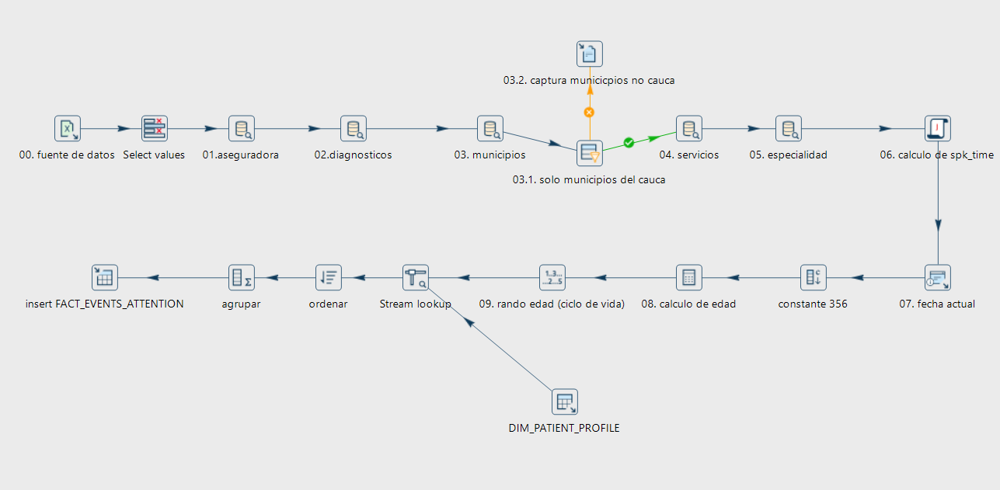 03.2. captura municicpios no cauca
00. fuente de datos
Select values
01.aseguradora
02.diagnosticos
03. municipios
04. servicios
05. especialidad
06. calculo de spk_time
03.1. solo municipios del cauca
insert FACT_EVENTS_ATTENTION
agrupar
ordenar
Stream lookup
09. rando edad (ciclo de vida)
08. calculo de edad
constante 356
07. fecha actual
DIM_PATIENT_PROFILE